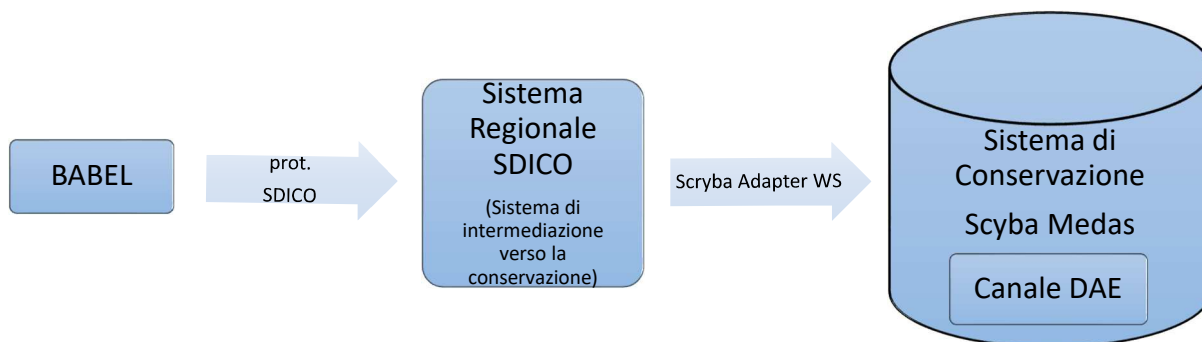 BABEL
prot.
SDICO
Sistema
Regionale
SDICO
(Sistema di
intermediazione
verso la
conservazione)
Scryba Adapter WS
Sistema di
Conservazione
Scyba Medas
Canale DAE